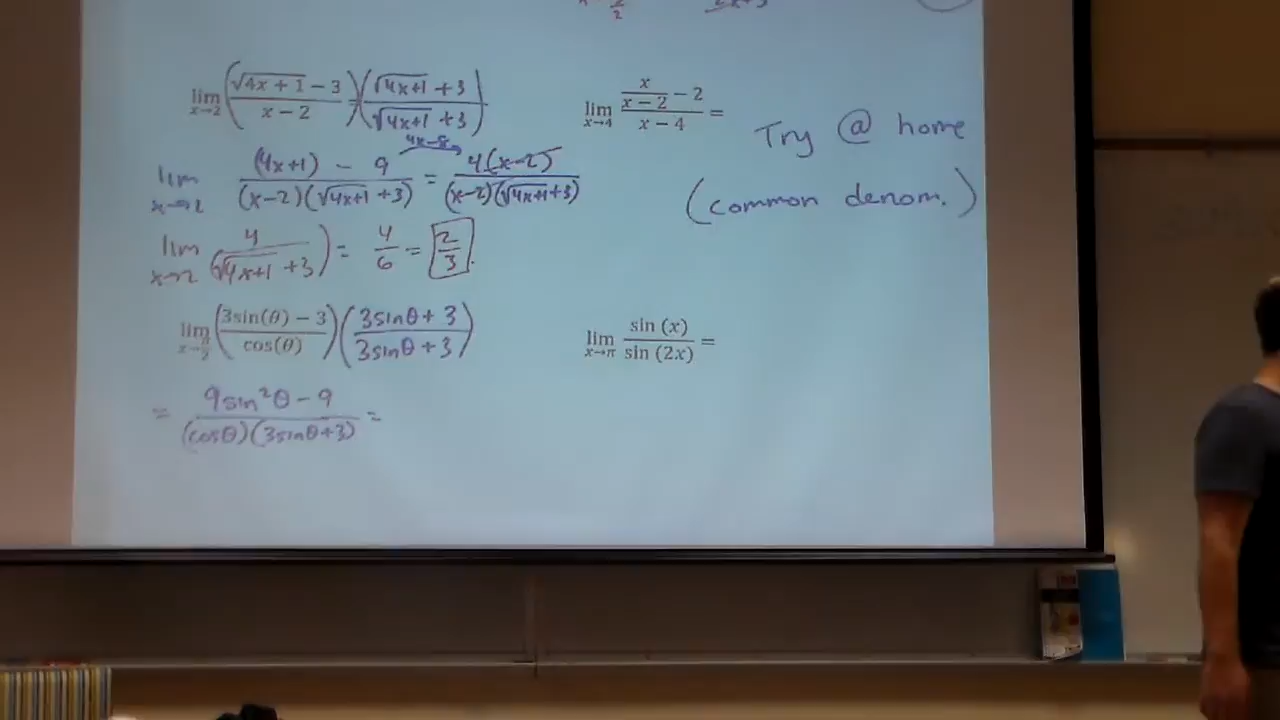 lim x→2 (√(4x + 1) − 3 / x − 2)(√(4x+1) + 3 / √(4x+1) + 3)
4x−8
lim x→2 (4x+1) − 9 / (x−2)(√(4x+1) + 3) = 4(x−2) / (x−2)(√(4x+1)+3)
lim x→2 (4 / √(4x+1) + 3) = 4/6 = 2/3.
lim x→π/2 (3sin(θ) − 3 / cos(θ))(3sinθ + 3 / 3sinθ + 3)
= 9sin²θ − 9 / (cosθ)(3sinθ+3) =
lim x→4 (x/(x − 2) − 2) / (x − 4) =
Try @ home
(common denom.)
lim x→π sin (x) / sin (2x) =